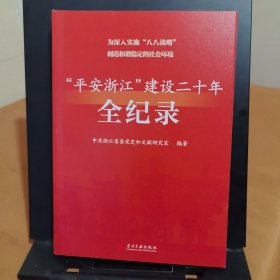 为深入实施“八八战略”
创造和谐稳定的社会环境
“平安浙江”建设二十年
全纪录
中共浙江省委党史和文献研究室 编著